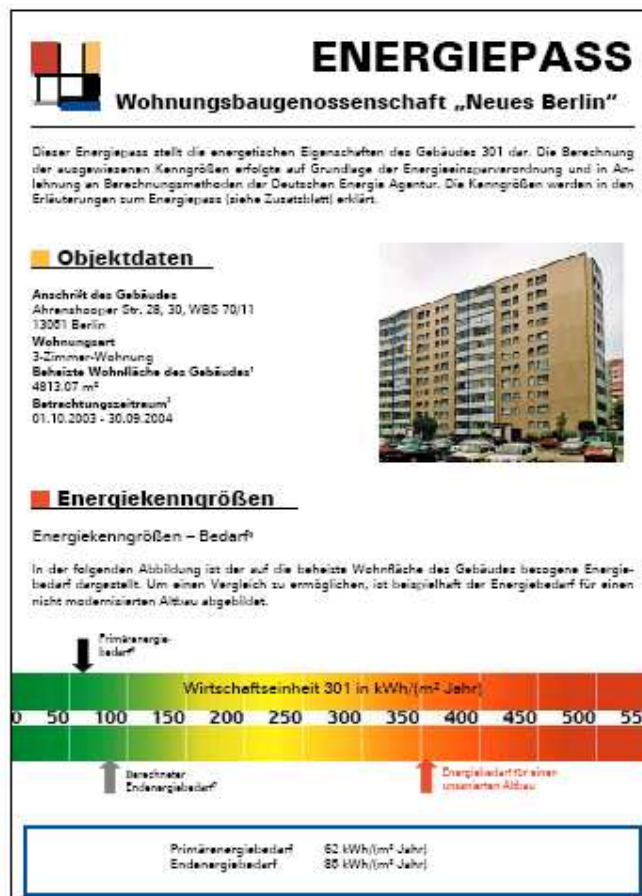 ENERGIEPASS
Wohnungsbaugenossenschaft „Neues Berlin“
Dieser Energiepass stellt die energetischen Eigenschaften des Gebäudes 301 dar. Die Berechnung
der ausgewiesenen Kenngrößen erfolgte auf Grundlage der Energieeinsparverordnung und in An-
lehnung an Berechnungsmethoden der Deutschen Energie Agentur. Die Kenngrößen werden in den
Erläuterungen zum Energiepass (siehe Zusatzblatt) erklärt.
Objektdaten
Anschrift des Gebäudes
Ahrenshooper Str. 28, 30, WBS 70/11
13051 Berlin
Wohnungsart
3-Zimmer-Wohnung
Beheizte Wohnfläche des Gebäudes¹
4813.07 m²
Betrachtungszeitraum²
01.10.2003 - 30.09.2004
Energiekenngrößen
Energiekenngrößen – Bedarf³
In der folgenden Abbildung ist der auf die beheizte Wohnfläche des Gebäudes bezogene Energie-
bedarf dargestellt. Um einen Vergleich zu ermöglichen, ist beispielhaft der Energiebedarf für einen
nicht modernisierten Altbau abgebildet.
Primärenergie-
bedarf
Wirtschaftseinheit 301 in kWh/(m² Jahr)
0 50 100 150 200 250 300 350 400 450 500 55
Berechneter
Endenergiebedarf
Energiebedarf für einen
unsanierten Altbau
Primärenergiebedarf 62 kWh/(m² Jahr)
Endenergiebedarf 86 kWh/(m² Jahr)